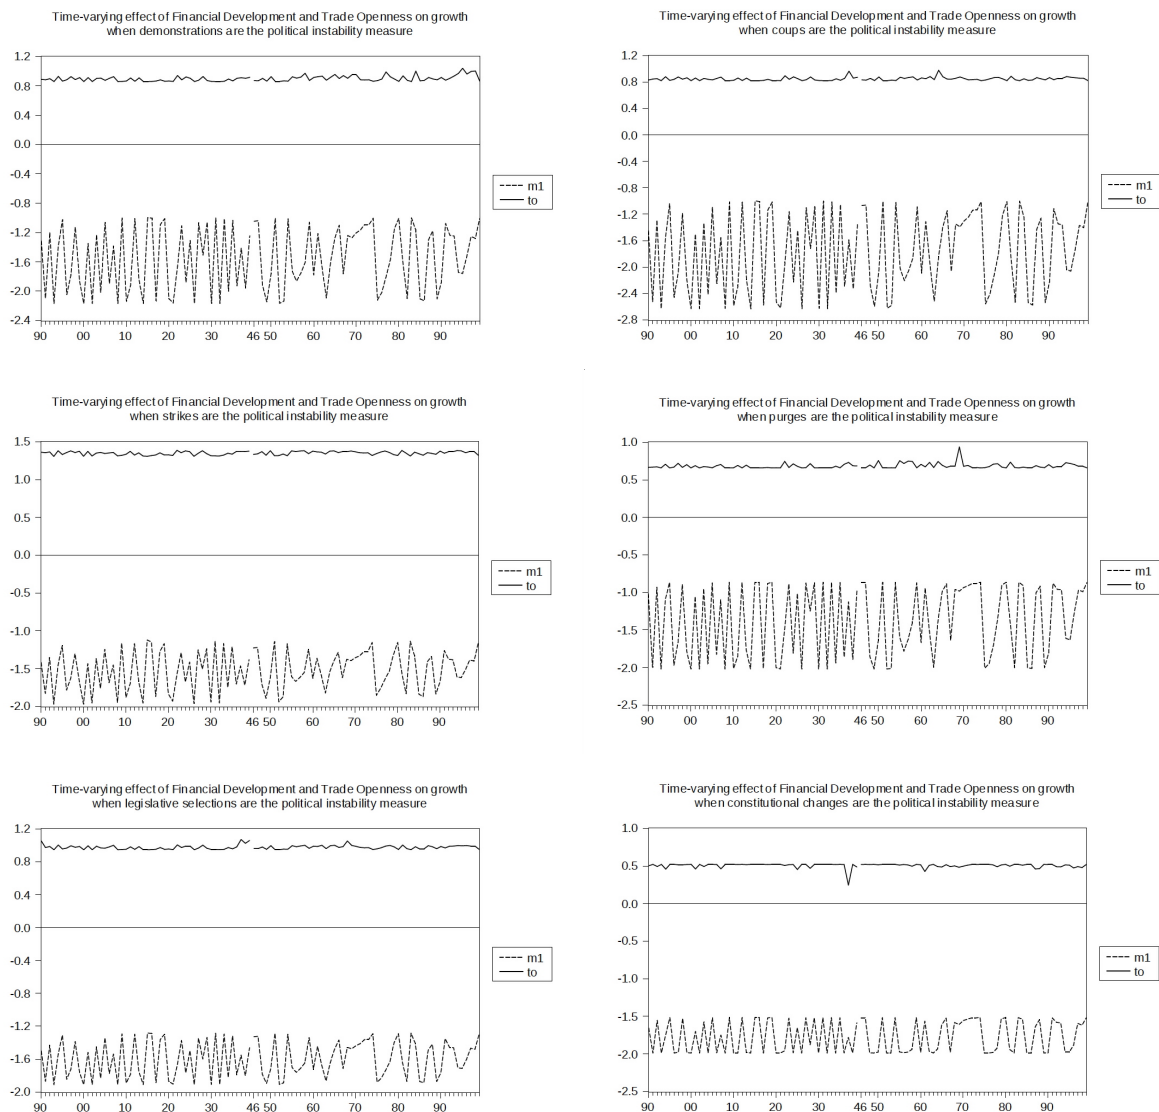 Time-varying effect of Financial Development and Trade Openness on growth
when demonstrations are the political instability measure
1.2
0.8
0.4
0.0
-0.4
-0.8
-1.2
-1.6
-2.0
-2.4
90 00 10 20 30 46 50 60 70 80 90
m1
to
Time-varying effect of Financial Development and Trade Openness on growth
when coups are the political instability measure
1.2
0.8
0.4
0.0
-0.4
-0.8
-1.2
-1.6
-2.0
-2.4
-2.8
90 00 10 20 30 46 50 60 70 80 90
m1
to
Time-varying effect of Financial Development and Trade Openness on growth
when strikes are the political instability measure
1.5
1.0
0.5
0.0
-0.5
-1.0
-1.5
-2.0
90 00 10 20 30 46 50 60 70 80 90
m1
to
Time-varying effect of Financial Development and Trade Openness on growth
when purges are the political instability measure
1.0
0.5
0.0
-0.5
-1.0
-1.5
-2.0
-2.5
90 00 10 20 30 46 50 60 70 80 90
m1
to
Time-varying effect of Financial Development and Trade Openness on growth
when legislative selections are the political instability measure
1.2
0.8
0.4
0.0
-0.4
-0.8
-1.2
-1.6
-2.0
90 00 10 20 30 46 50 60 70 80 90
m1
to
Time-varying effect of Financial Development and Trade Openness on growth
when constitutional changes are the political instability measure
1.0
0.5
0.0
-0.5
-1.0
-1.5
-2.0
-2.5
90 00 10 20 30 46 50 60 70 80 90
m1
to